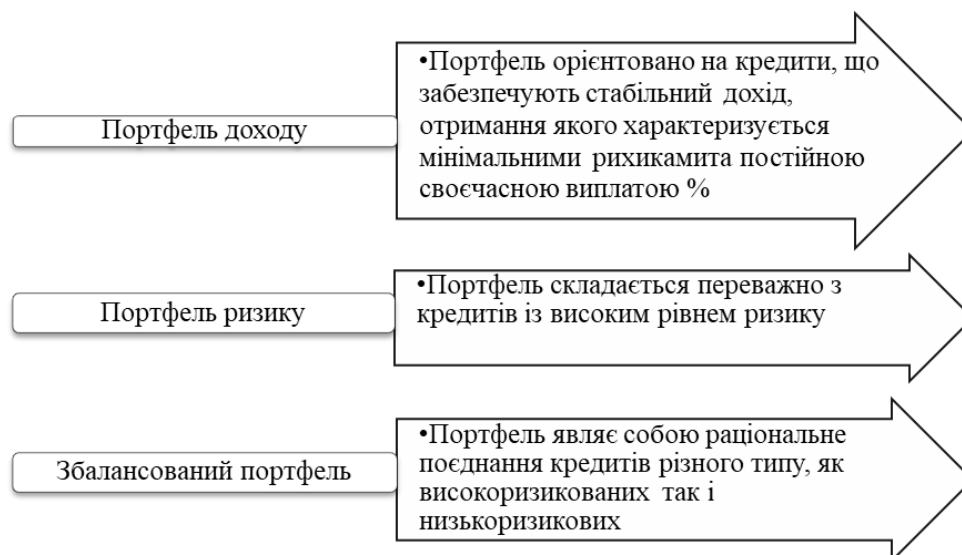 Портфель доходу
•Портфель орієнтовано на кредити, що
забезпечують стабільний дохід,
отримання якого характеризується
мінімальними рихикамита постійною
своєчасною виплатою %
Портфель ризику
•Портфель складається переважно з
кредитів із високим рівнем ризику
Збалансований портфель
•Портфель являє собою раціональне
поєднання кредитів різного типу, як
високоризикованих так і
низькоризикових